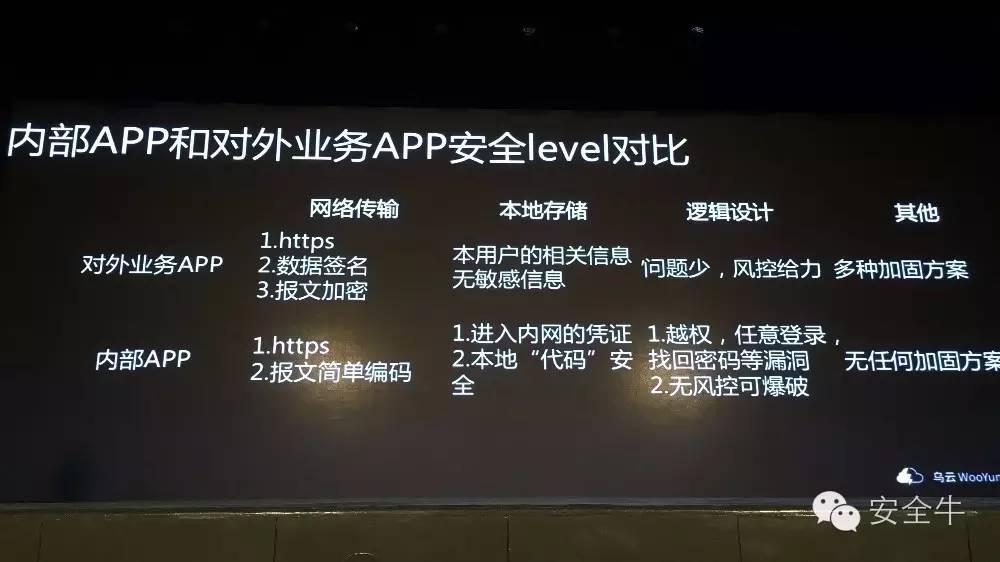 内部APP和对外业务APP安全level对比
网络传输 本地存储 逻辑设计 其他
对外业务APP
1.https
2.数据签名
3.报文加密
本用户的相关信息
无敏感信息
问题少，风控给力
多种加固方案
内部APP
1.https
2.报文简单编码
1.进入内网的凭证
2.本地“代码”安
全
1.越权，任意登录，
找回密码等漏洞
2.无风控可爆破
无任何加固方案
乌云 WooYun
安全牛